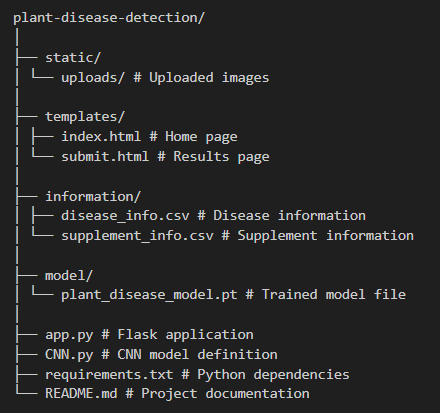 plant-disease-detection/
│
├── static/
│ └── uploads/ # Uploaded images
│
├── templates/
│ ├── index.html # Home page
│ └── submit.html # Results page
│
├── information/
│ ├── disease_info.csv # Disease information
│ └── supplement_info.csv # Supplement information
│
├── model/
│ └── plant_disease_model.pt # Trained model file
│
├── app.py # Flask application
├── CNN.py # CNN model definition
├── requirements.txt # Python dependencies
└── README.md # Project documentation